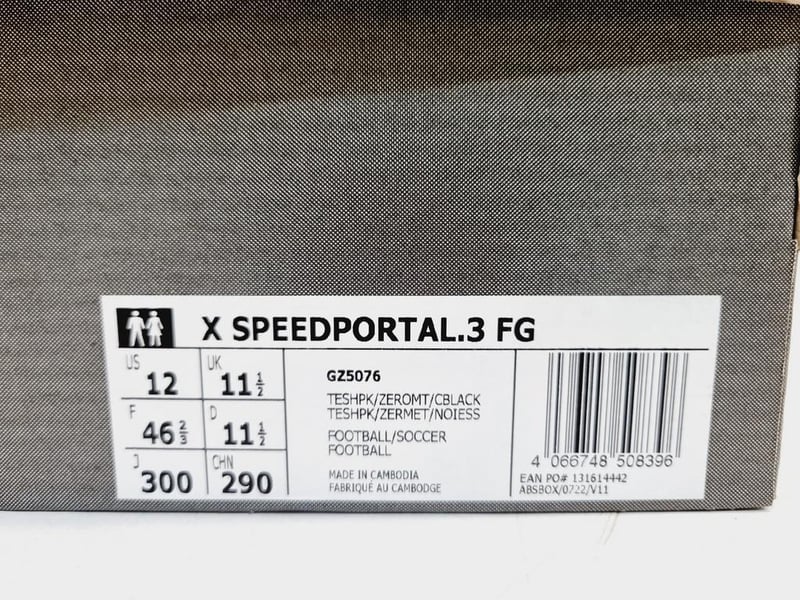 X SPEEDPORTAL.3 FG
US 12
UK 11 1/2
F 46 2/3
D 11 1/2
J 300
CHN 290
GZ5076
TESHPK/ZEROMT/CBLACK
TESHPK/ZERMET/NOIESS
FOOTBALL/SOCCER
FOOTBALL
MADE IN CAMBODIA
FABRIQUÉ AU CAMBODGE
4 066748 508396
EAN PO# 131614442
ABSBOX/0722/V11